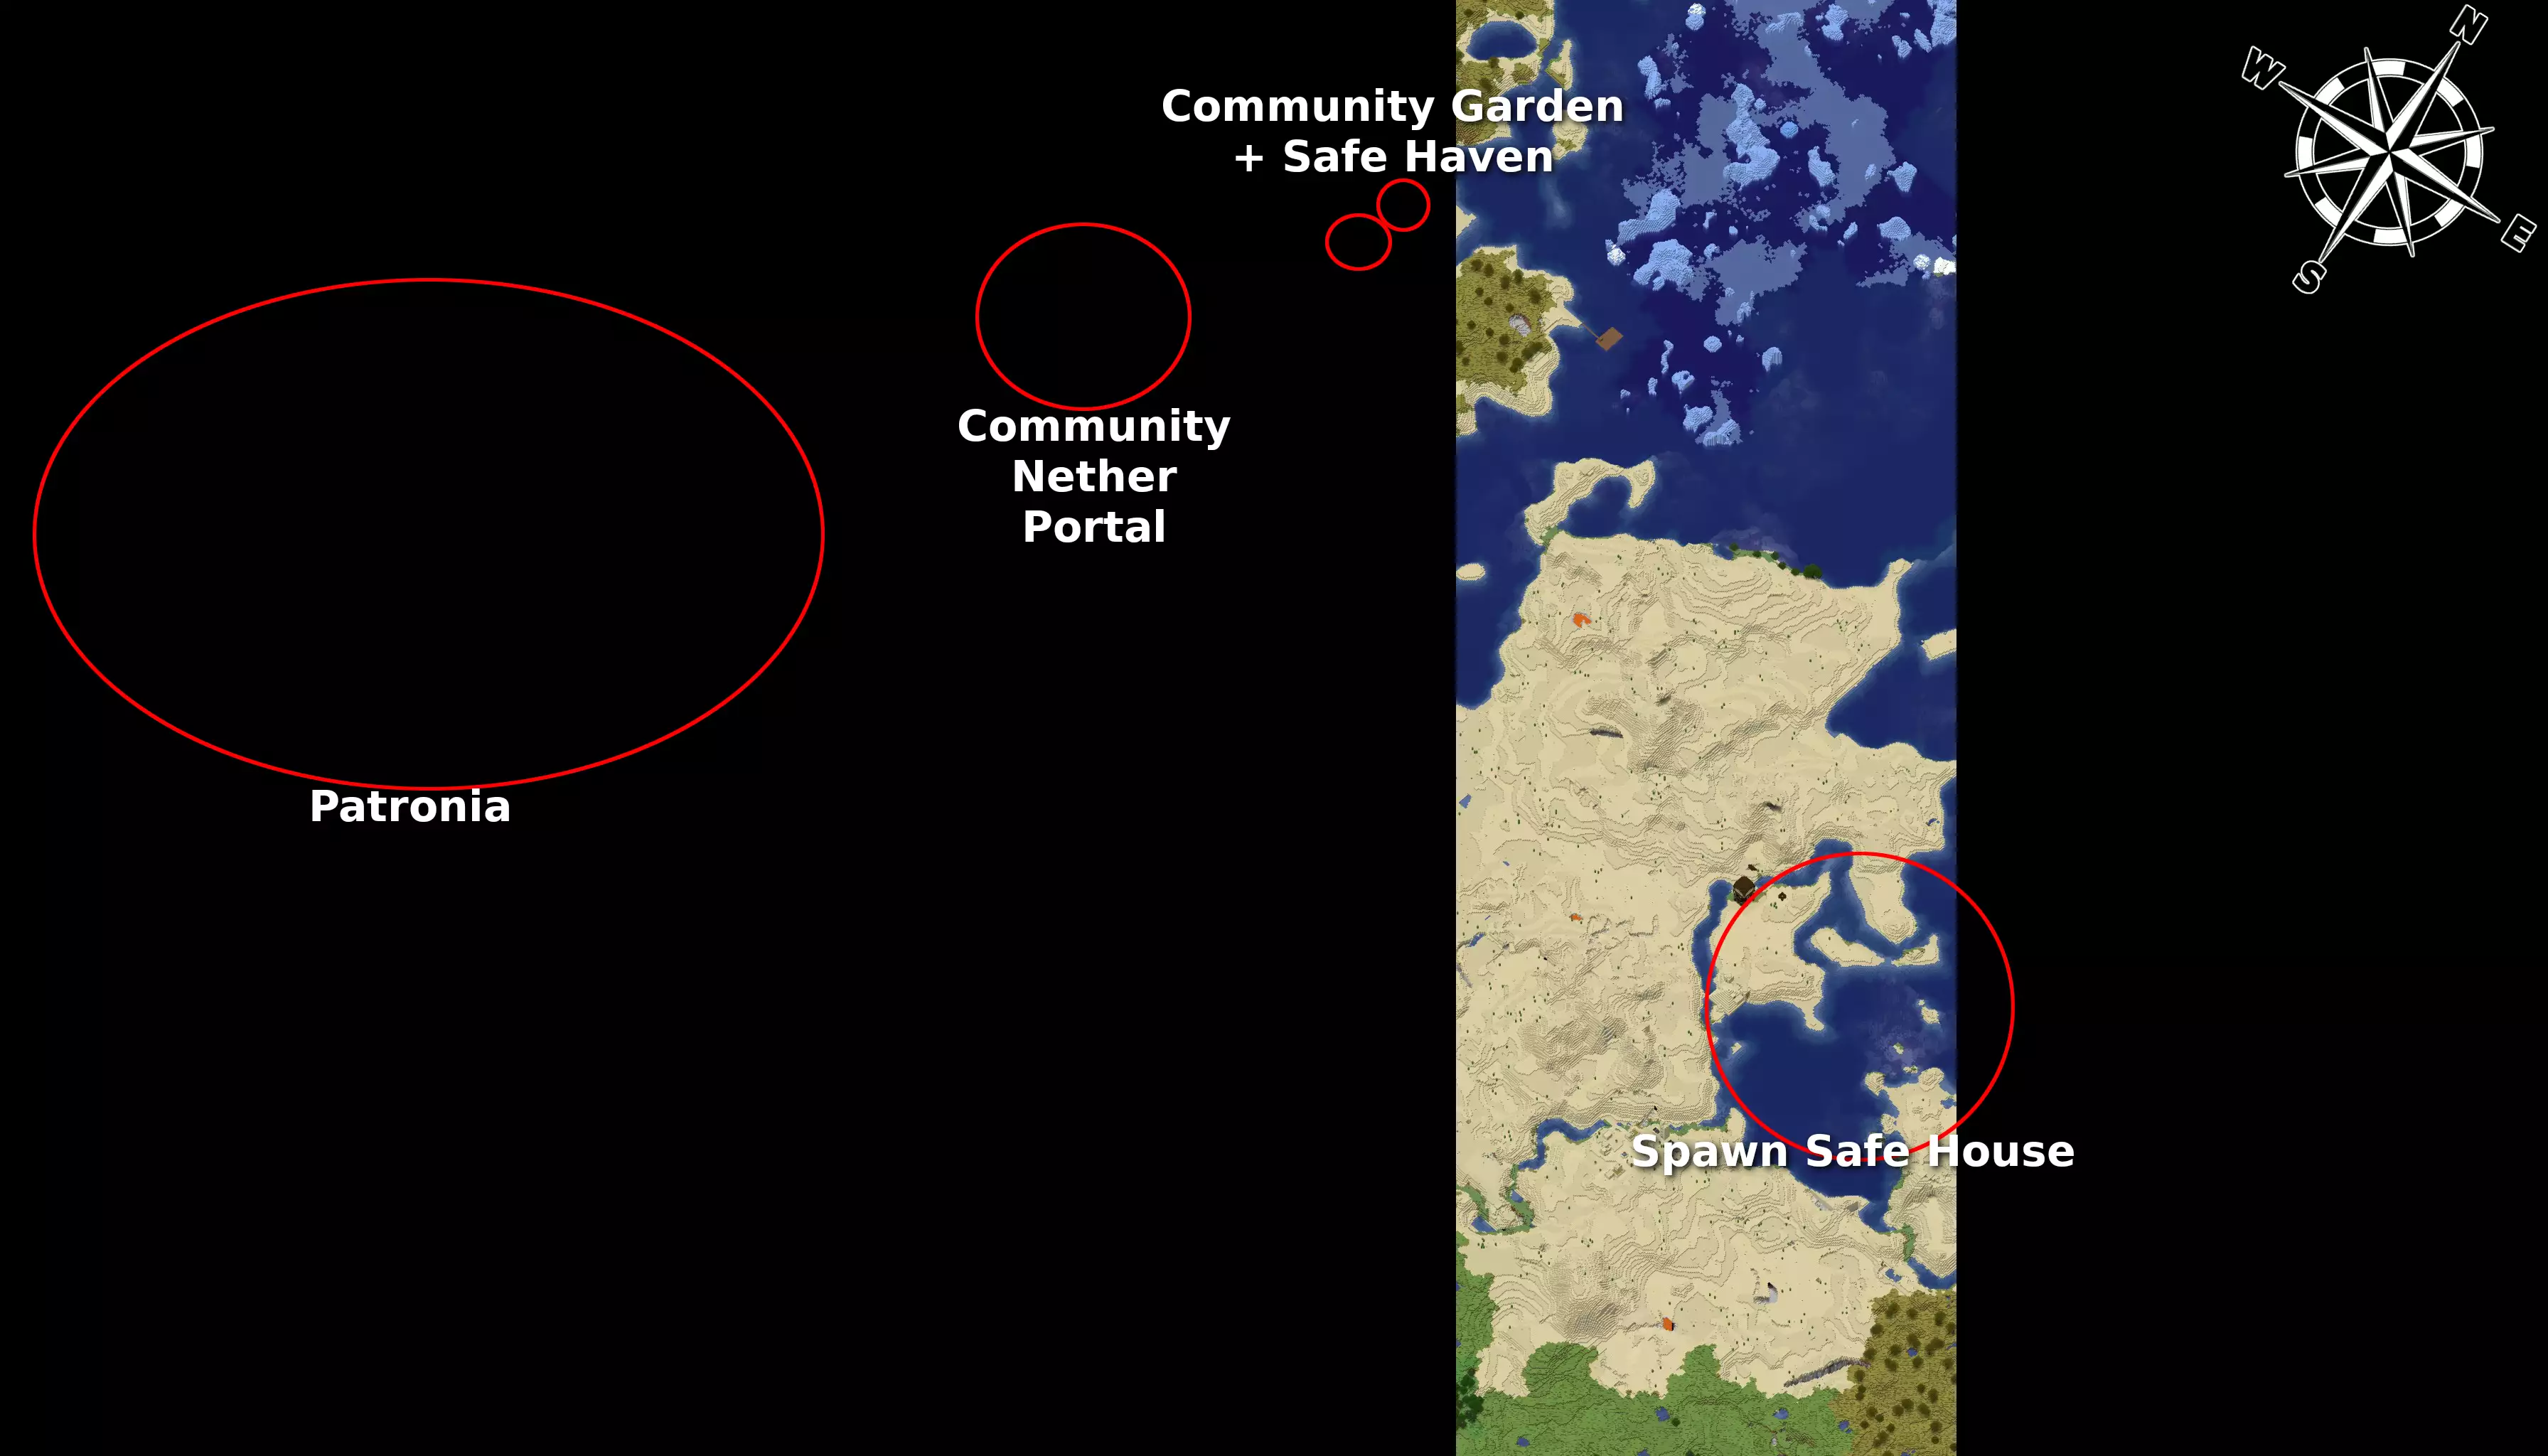 Community Garden
+ Safe Haven
Community
Nether
Portal
Patronia
Spawn Safe House
N
W
E
S